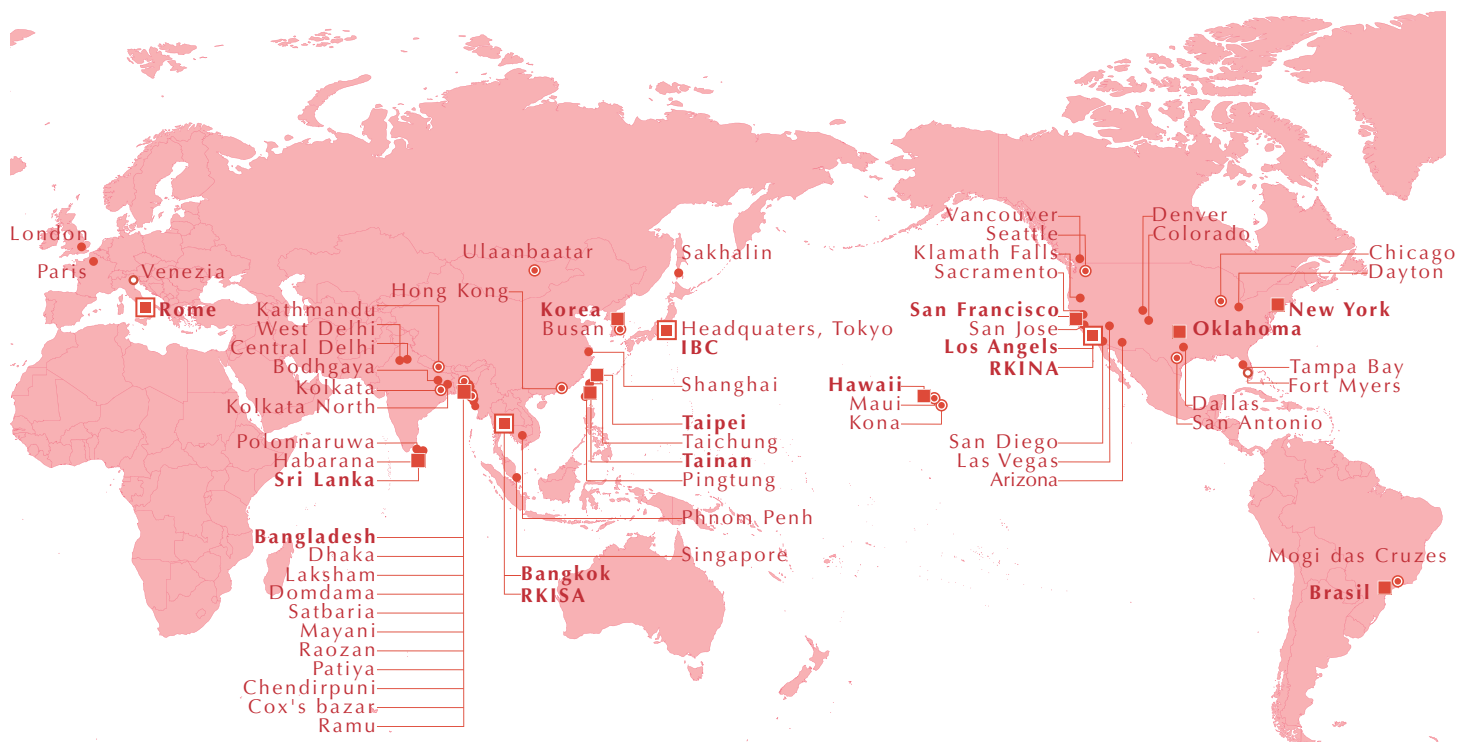 London
Paris
Venezia
Rome
Ulaanbaatar
Hong Kong
Kathmandu
West Delhi
Central Delhi
Bodhgaya
Kolkata
Kolkata North
Polonnaruwa
Habarana
Sri Lanka
Bangladesh
Dhaka
Laksham
Domdama
Satbaria
Mayani
Raozan
Patiya
Chendirpuni
Cox's bazar
Ramu
Sakhalin
Korea
Busan
Headquaters, Tokyo
IBC
Shanghai
Taipei
Taichung
Tainan
Pingtung
Phnom Penh
Singapore
Bangkok
RKISA
Hawaii
Maui
Kona
Vancouver
Seattle
Klamath Falls
Sacramento
San Francisco
San Jose
Los Angels
RKINA
San Diego
Las Vegas
Arizona
Denver
Colorado
Chicago
Dayton
New York
Oklahoma
Tampa Bay
Fort Myers
Dallas
San Antonio
Mogi das Cruzes
Brasil